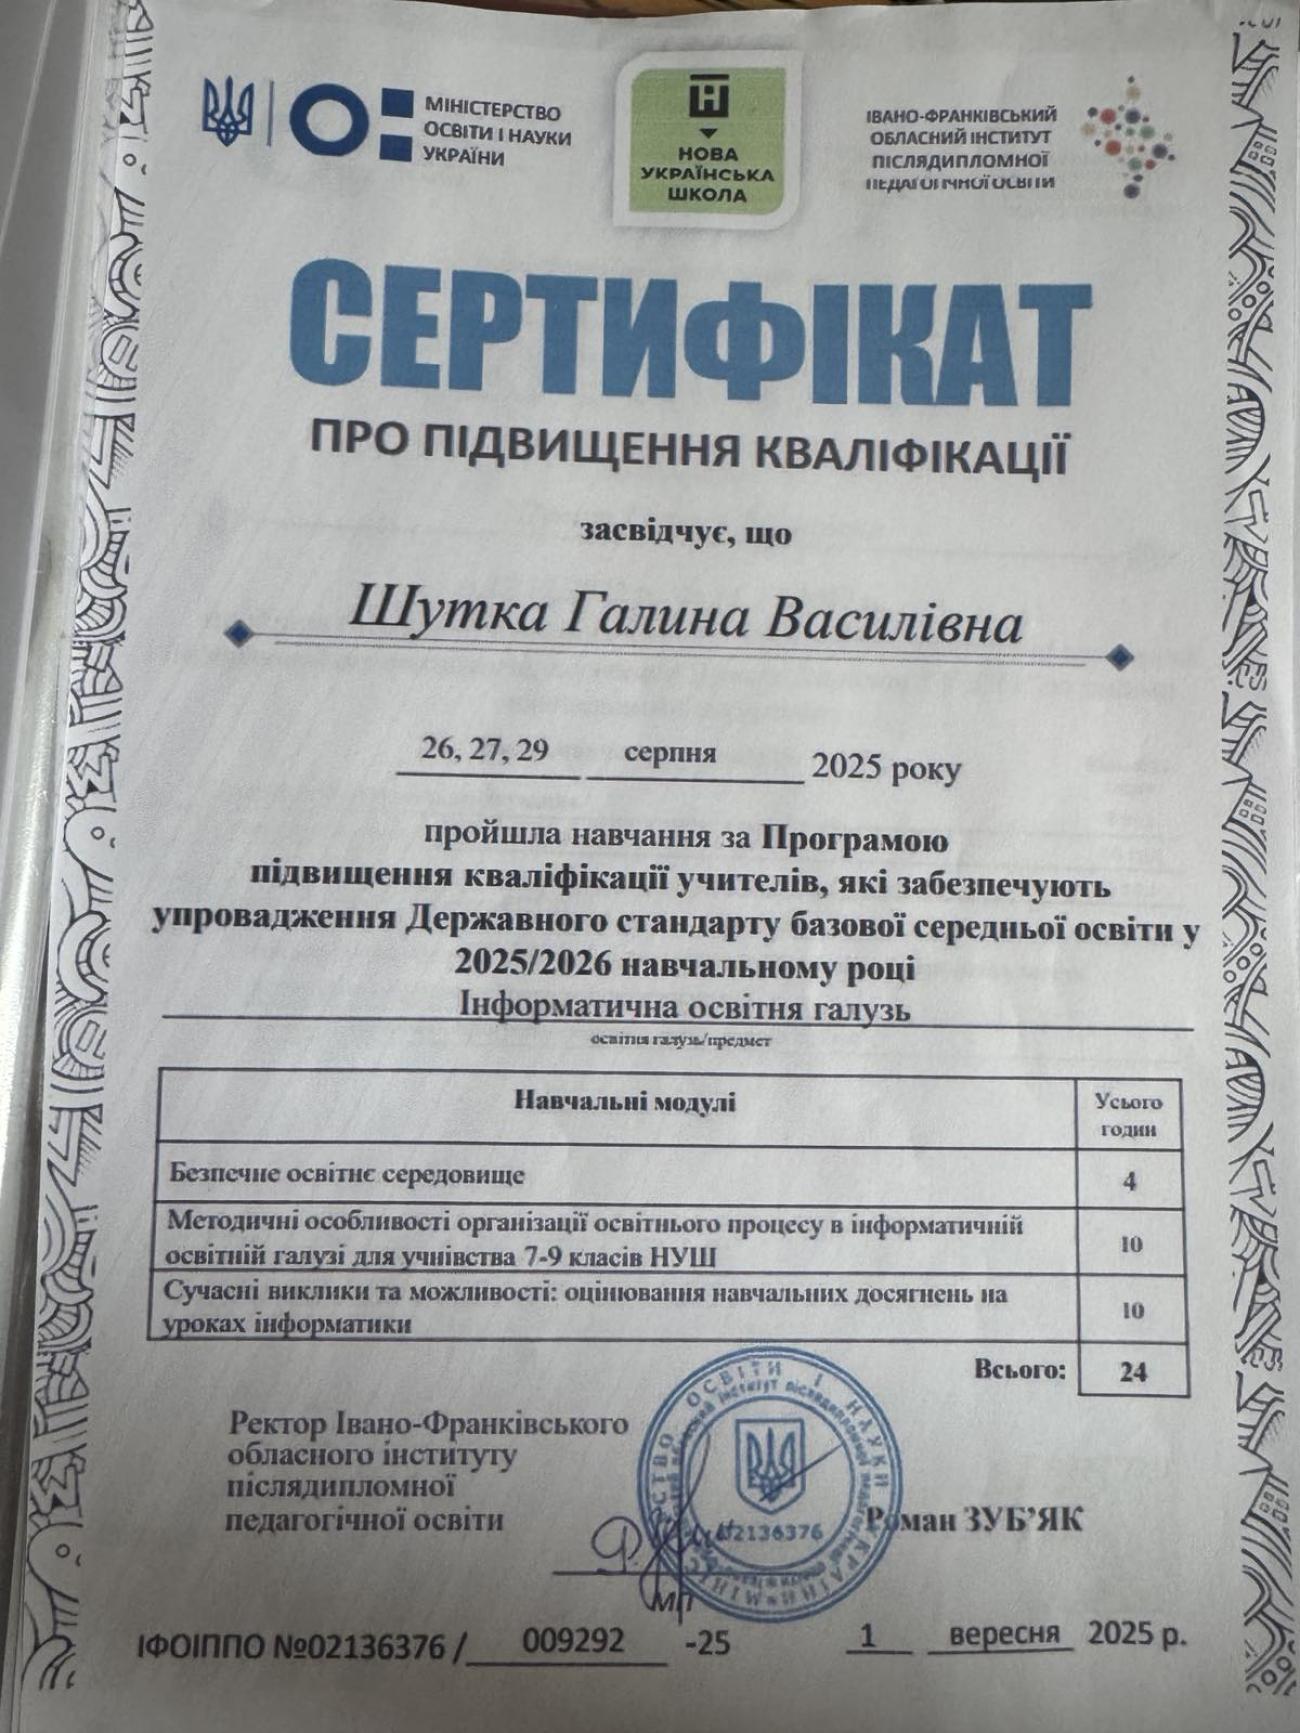 МІНІСТЕРСТВО
ОСВІТИ І НАУКИ
УКРАЇНИ
НОВА
УКРАЇНСЬКА
ШКОЛА
ІВАНО-ФРАНКІВСЬКИЙ
ОБЛАСНИЙ ІНСТИТУТ
ПІСЛЯДИПЛОМНОЇ
ПЕДАГОГІЧНОЇ ОСВІТИ
СЕРТИФІКАТ
ПРО ПІДВИЩЕННЯ КВАЛІФІКАЦІЇ
засвідчує, що
Шутка Галина Василівна
26, 27, 29 серпня 2025 року
пройшла навчання за Програмою
підвищення кваліфікації учителів, які забезпечують
упровадження Державного стандарту базової середньої освіти у
2025/2026 навчальному році
Інформатична освітня галузь
освітня галузь/предмет
Навчальні модулі Усього
годин
Безпечне освітнє середовище 4
Методичні особливості організації освітнього процесу в інформатичній
освітній галузі для учнівства 7-9 класів НУШ 10
Сучасні виклики та можливості: оцінювання навчальних досягнень на
уроках інформатики 10
Всього: 24
Ректор Івано-Франківського
обласного інституту
післядипломної
педагогічної освіти
Роман ЗУБ’ЯК
02136376
МП
ІФОІППО №02136376 / 009292 -25 1 вересня 2025 р.